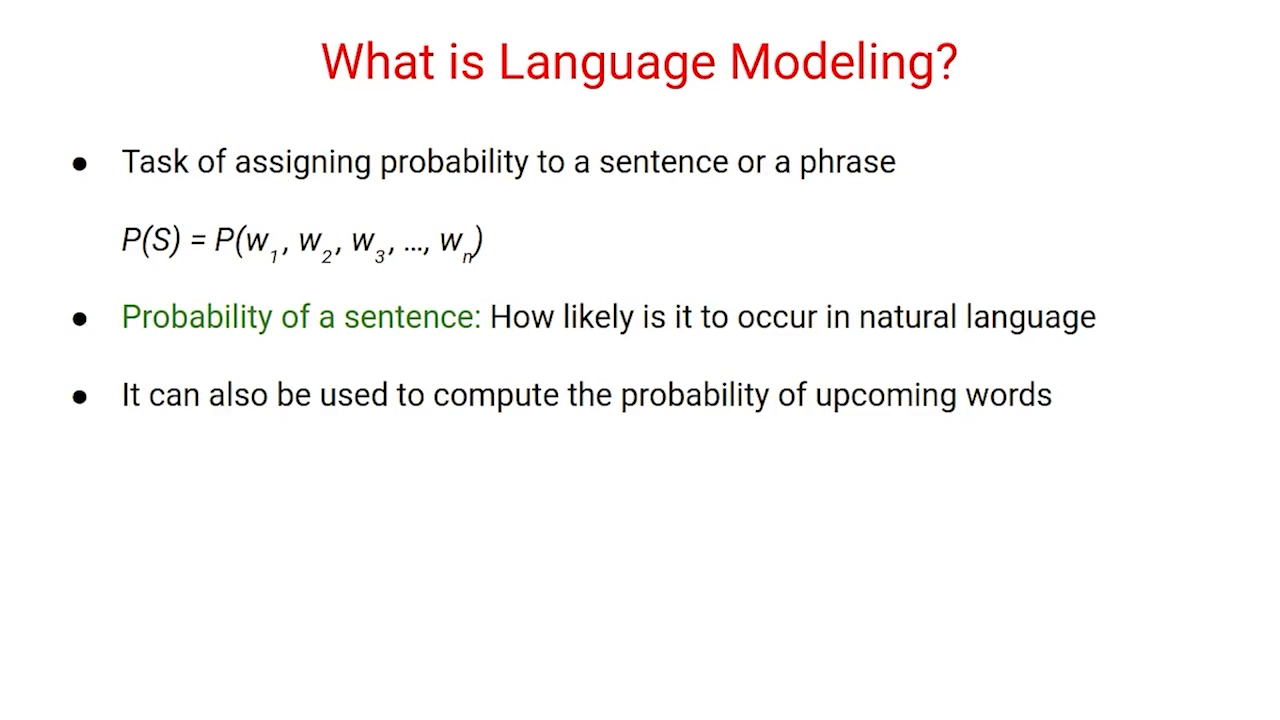 What is Language Modeling?
● Task of assigning probability to a sentence or a phrase
P(S) = P(w₁, w₂, w₃, …, wₙ)
● Probability of a sentence: How likely is it to occur in natural language
● It can also be used to compute the probability of upcoming words